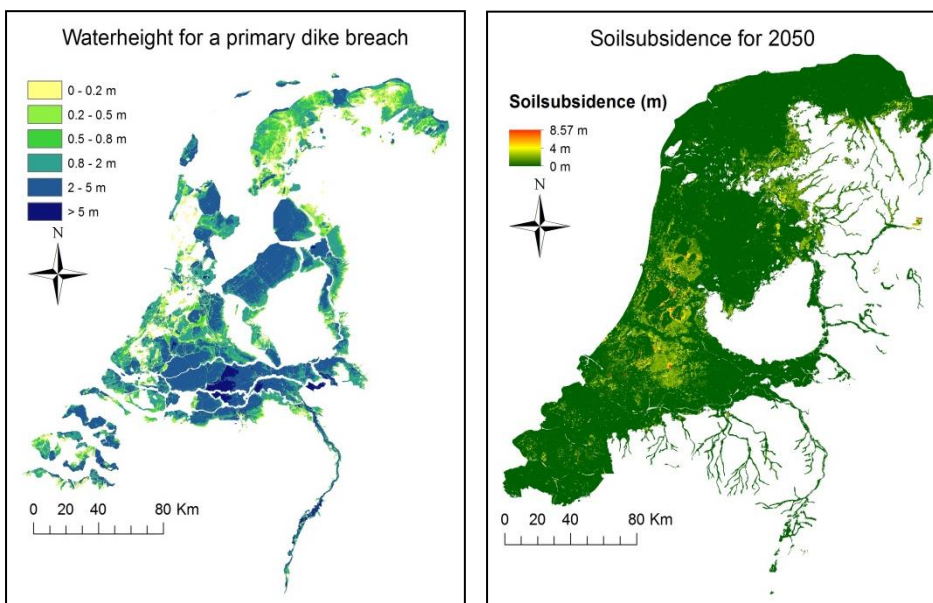 Waterheight for a primary dike breach
0 - 0.2 m
0.2 - 0.5 m
0.5 - 0.8 m
0.8 - 2 m
2 - 5 m
> 5 m
N
0 20 40 80 Km
Soilsubsidence for 2050
Soilsubsidence (m)
8.57 m
4 m
0 m
N
0 20 40 80 Km